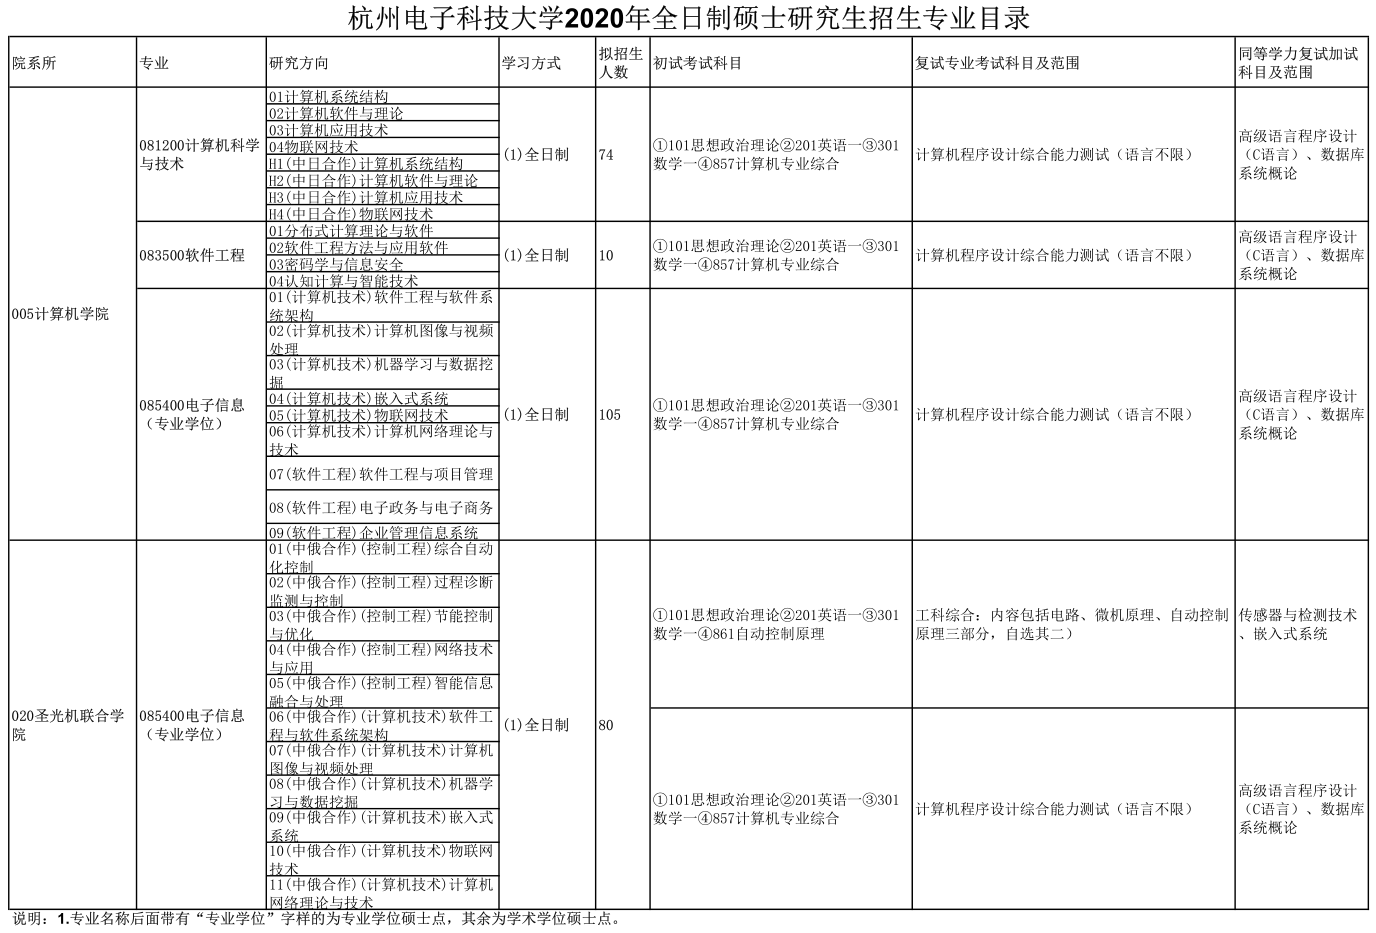 杭州电子科技大学2020年全日制硕士研究生招生专业目录
院系所
专业
研究方向
学习方式
拟招生
人数
初试考试科目
复试专业考试科目及范围
同等学力复试加试
科目及范围
005计算机学院
081200计算机科学
与技术
01计算机系统结构
02计算机软件与理论
03计算机应用技术
04物联网技术
H1(中日合作)计算机系统结构
H2(中日合作)计算机软件与理论
H3(中日合作)计算机应用技术
H4(中日合作)物联网技术
(1)全日制
74
①101思想政治理论②201英语一③301
数学一④857计算机专业综合
计算机程序设计综合能力测试（语言不限）
高级语言程序设计
（C语言）、数据库
系统概论
083500软件工程
01分布式计算理论与软件
02软件工程方法与应用软件
03密码学与信息安全
04认知计算与智能技术
(1)全日制
10
①101思想政治理论②201英语一③301
数学一④857计算机专业综合
计算机程序设计综合能力测试（语言不限）
高级语言程序设计
（C语言）、数据库
系统概论
085400电子信息
（专业学位）
01(计算机技术)软件工程与软件系
统架构
02(计算机技术)计算机图像与视频
处理
03(计算机技术)机器学习与数据挖
掘
04(计算机技术)嵌入式系统
05(计算机技术)物联网技术
06(计算机技术)计算机网络理论与
技术
07(软件工程)软件工程与项目管理
08(软件工程)电子政务与电子商务
09(软件工程)企业管理信息系统
(1)全日制
105
①101思想政治理论②201英语一③301
数学一④857计算机专业综合
计算机程序设计综合能力测试（语言不限）
高级语言程序设计
（C语言）、数据库
系统概论
020圣光机联合学
院
085400电子信息
（专业学位）
01(中俄合作)(控制工程)综合自动
化控制
02(中俄合作)(控制工程)过程诊断
监测与控制
03(中俄合作)(控制工程)节能控制
与优化
04(中俄合作)(控制工程)网络技术
与应用
05(中俄合作)(控制工程)智能信息
融合与处理
06(中俄合作)(计算机技术)软件工
程与软件系统架构
07(中俄合作)(计算机技术)计算机
图像与视频处理
08(中俄合作)(计算机技术)机器学
习与数据挖掘
09(中俄合作)(计算机技术)嵌入式
系统
10(中俄合作)(计算机技术)物联网
技术
11(中俄合作)(计算机技术)计算机
网络理论与技术
(1)全日制
80
①101思想政治理论②201英语一③301
数学一④861自动控制原理
工科综合：内容包括电路、微机原理、自动控制
原理三部分，自选其二）
传感器与检测技术
、嵌入式系统
①101思想政治理论②201英语一③301
数学一④857计算机专业综合
计算机程序设计综合能力测试（语言不限）
高级语言程序设计
（C语言）、数据库
系统概论
说明：1.专业名称后面带有“专业学位”字样的为专业学位硕士点，其余为学术学位硕士点。